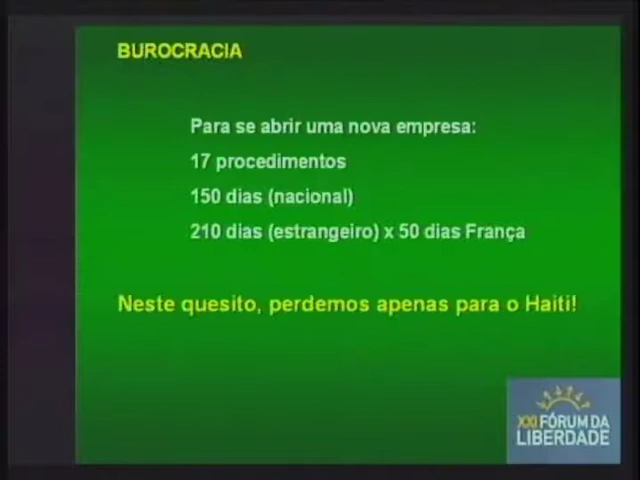 BUROCRACIA
Para se abrir uma nova empresa:
17 procedimentos
150 dias (nacional)
210 dias (estrangeiro) x 50 dias França
Neste quesito, perdemos apenas para o Haiti!
XXI FÓRUM DA
LIBERDADE